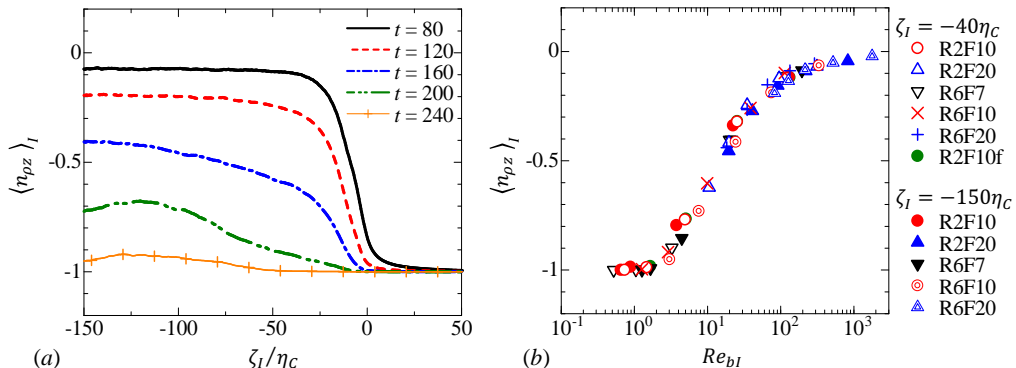 0
-0.5
-1
⟨n_ρz⟩_I
t = 80
t = 120
t = 160
t = 200
t = 240
-150
-100
-50
0
50
(a)
ζ_I/η_C
0
-0.5
-1
⟨n_ρz⟩_I
10^-1
10^0
10^1
10^2
10^3
(b)
Re_bI
ζ_I = −40η_C
R2F10
R2F20
R6F7
R6F10
R6F20
R2F10f
ζ_I = −150η_C
R2F10
R2F20
R6F7
R6F10
R6F20